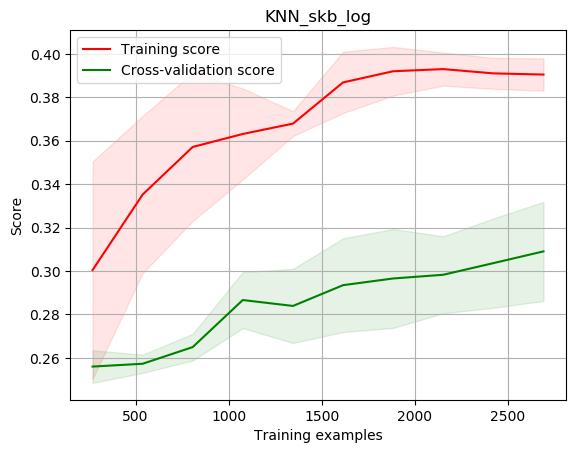 KNN_skb_log
Training score
Cross-validation score
Score
0.40
0.38
0.36
0.34
0.32
0.30
0.28
0.26
500
1000
1500
2000
2500
Training examples